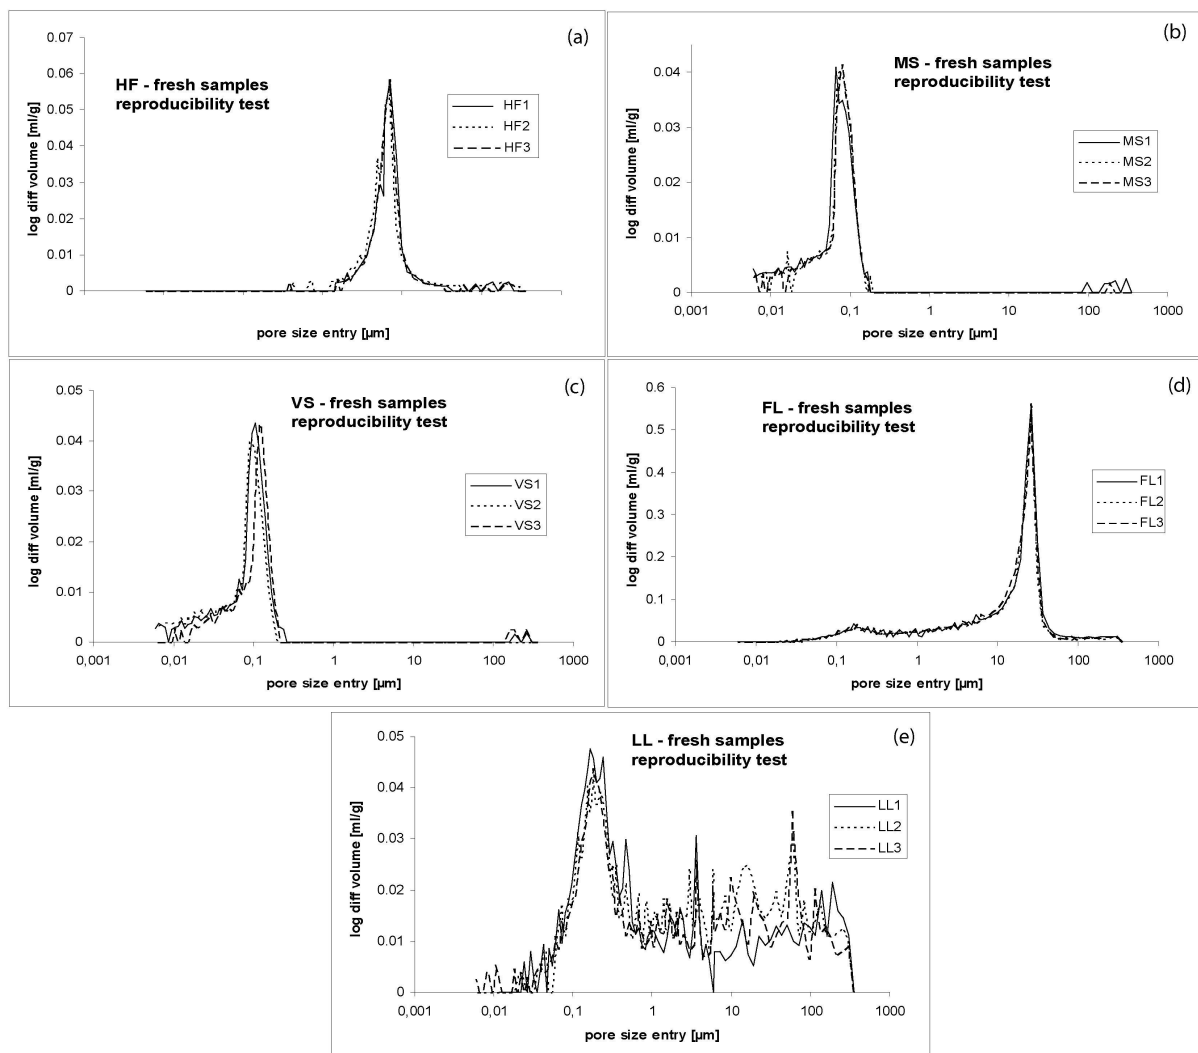 (a)
HF - fresh samples
reproducibility test
log diff volume [ml/g]
0.07
0.06
0.05
0.04
0.03
0.02
0.01
0
HF1
HF2
HF3
pore size entry [µm]
(b)
MS - fresh samples
reproducibility test
log diff volume [ml/g]
0.04
0.03
0.02
0.01
0
MS1
MS2
MS3
0,001 0,01 0,1 1 10 100 1000
pore size entry [µm]
(c)
VS - fresh samples
reproducibility test
log diff volume [ml/g]
0.05
0.04
0.03
0.02
0.01
0
VS1
VS2
VS3
0,001 0,01 0,1 1 10 100 1000
pore size entry [µm]
(d)
FL - fresh samples
reproducibility test
log diff volume [ml/g]
0.6
0.5
0.4
0.3
0.2
0.1
0
FL1
FL2
FL3
0,001 0,01 0,1 1 10 100 1000
pore size entry [µm]
(e)
LL - fresh samples
reproducibility test
log diff volume [ml/g]
0.05
0.04
0.03
0.02
0.01
0
LL1
LL2
LL3
0,001 0,01 0,1 1 10 100 1000
pore size entry [µm]